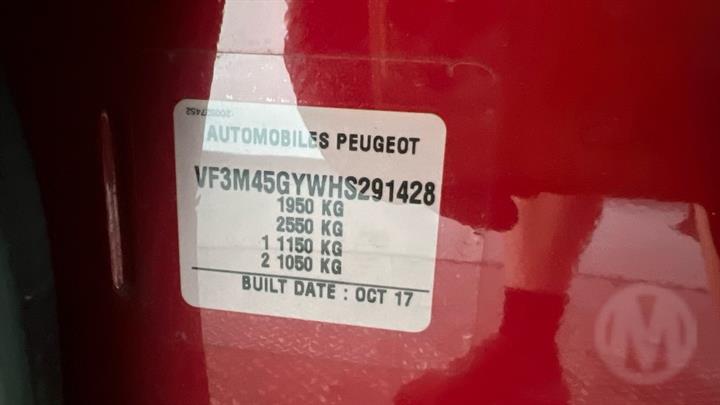 AUTOMOBILES PEUGEOT
VF3M45GYWHS291428
1950 KG
2550 KG
1 1150 KG
2 1050 KG
BUILT DATE : OCT 17
M